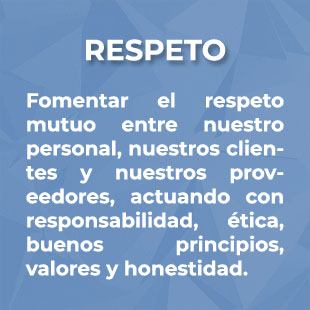 RESPETO
Fomentar el respeto
mutuo entre nuestro
personal, nuestros clien-
tes y nuestros prov-
eedores, actuando con
responsabilidad, ética,
buenos principios,
valores y honestidad.